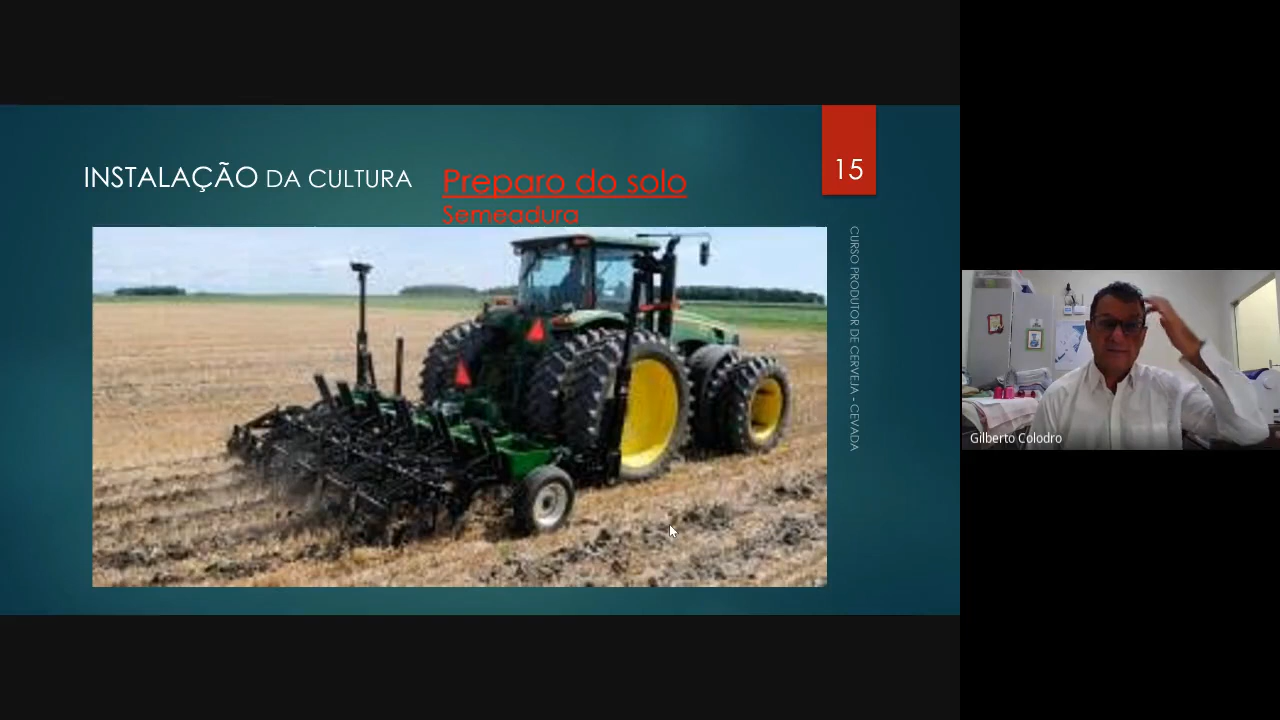 INSTALAÇÃO DA CULTURA
Preparo do solo
Semeadura
15
CURSO PRODUTOR DE CERVEJA - CEVADA
Gilberto Colodro